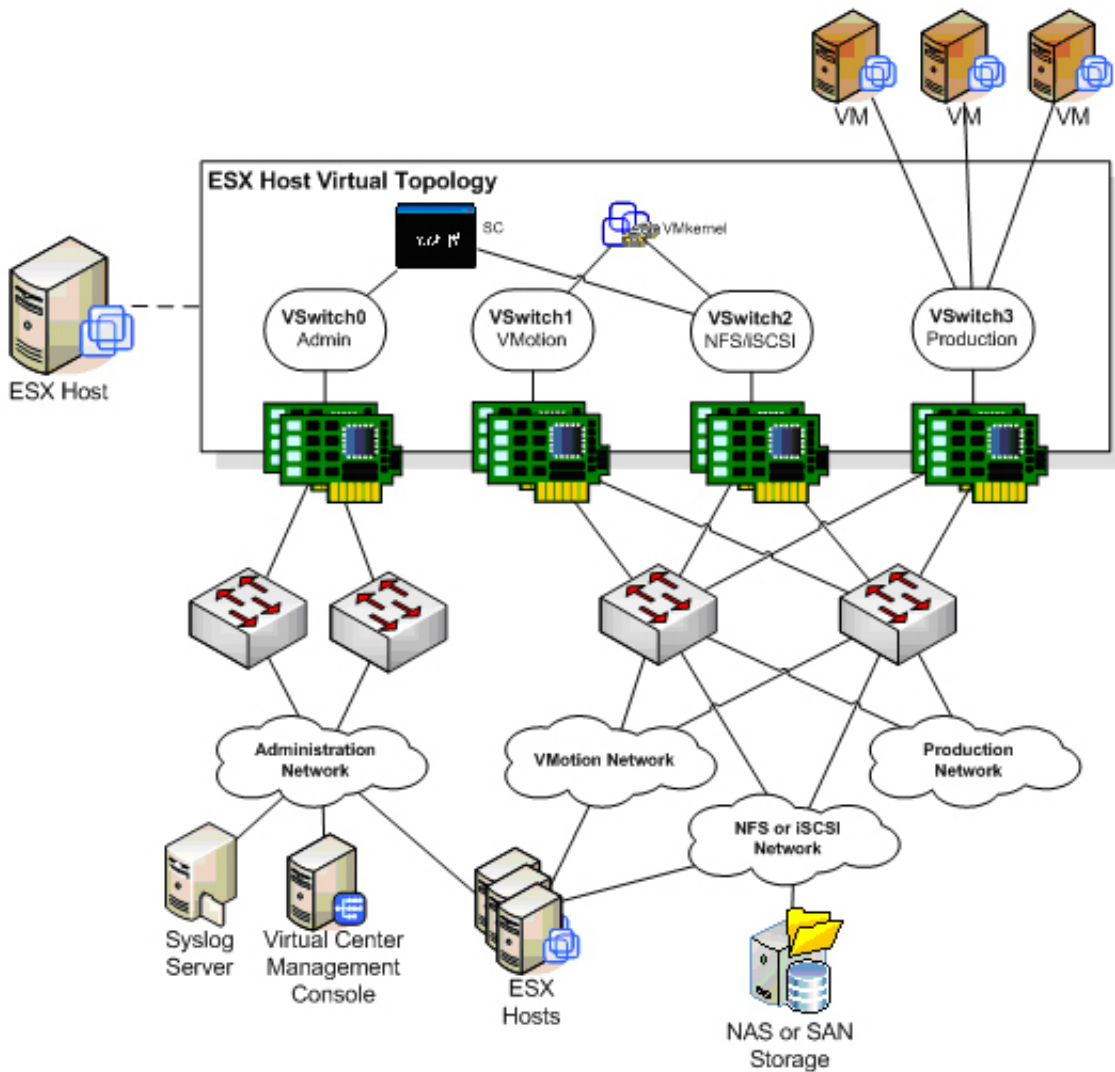 VM
VM
VM
ESX Host Virtual Topology
SC
VMkernel
VSwitch0
Admin
VSwitch1
VMotion
VSwitch2
NFS/iSCSI
VSwitch3
Production
ESX Host
Administration
Network
VMotion Network
Production
Network
NFS or iSCSI
Network
Syslog
Server
Virtual Center
Management
Console
ESX
Hosts
NAS or SAN
Storage